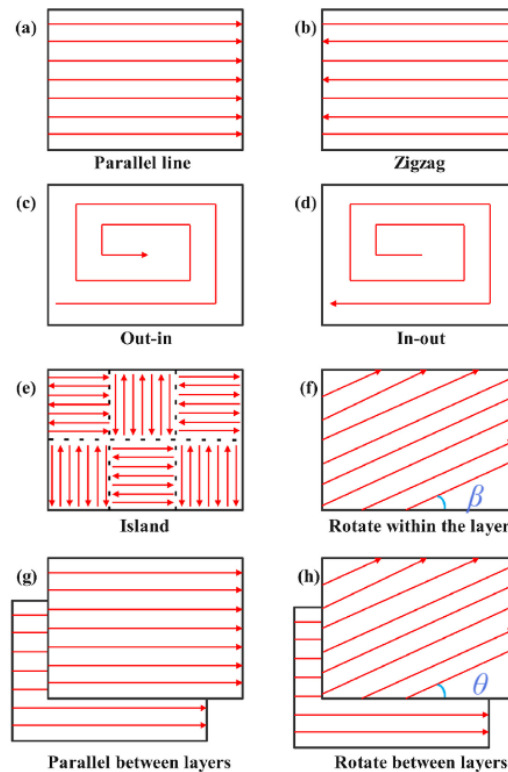 (a)
(b)
Parallel line
Zigzag
(c)
(d)
Out-in
In-out
(e)
(f)
β
Island
Rotate within the layer
(g)
(h)
θ
Parallel between layers
Rotate between layers